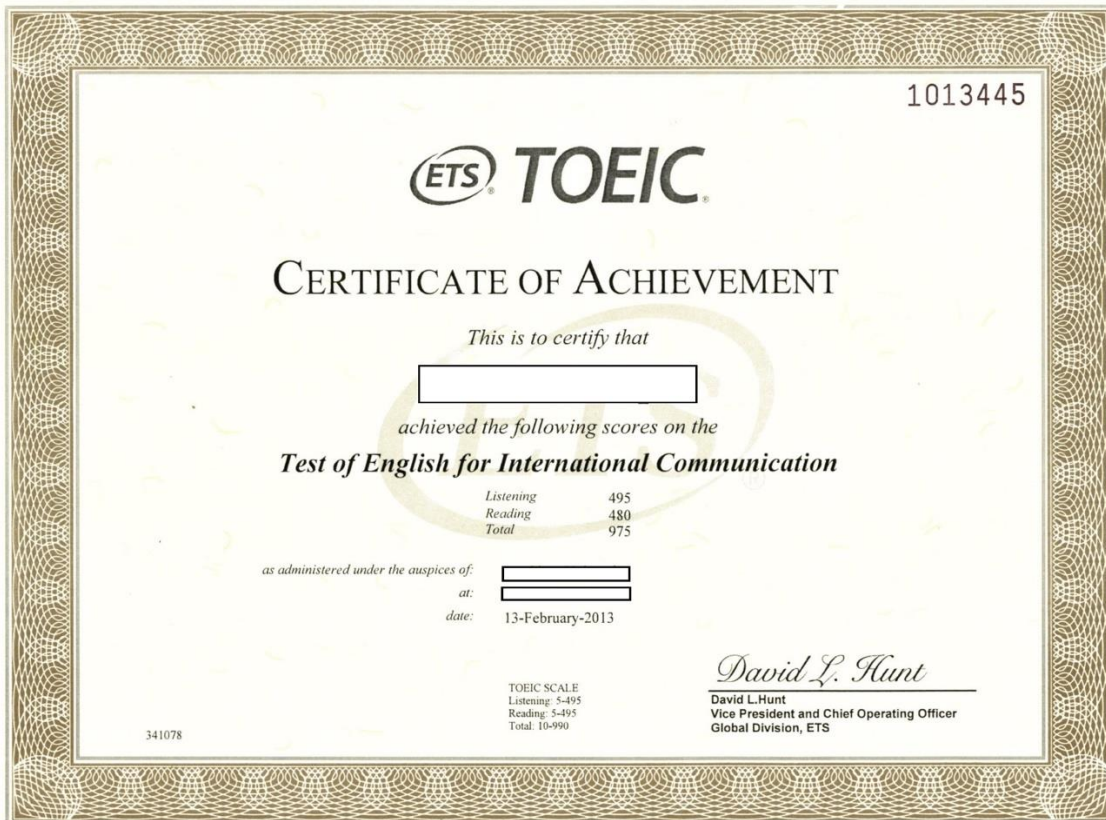 1013445
ETS® TOEIC®
CERTIFICATE OF ACHIEVEMENT
This is to certify that
achieved the following scores on the
Test of English for International Communication
Listening 495
Reading 480
Total 975
as administered under the auspices of:
at:
date: 13-February-2013
TOEIC SCALE
Listening: 5-495
Reading: 5-495
Total: 10-990
David L. Hunt
David L.Hunt
Vice President and Chief Operating Officer
Global Division, ETS
341078
ETS®